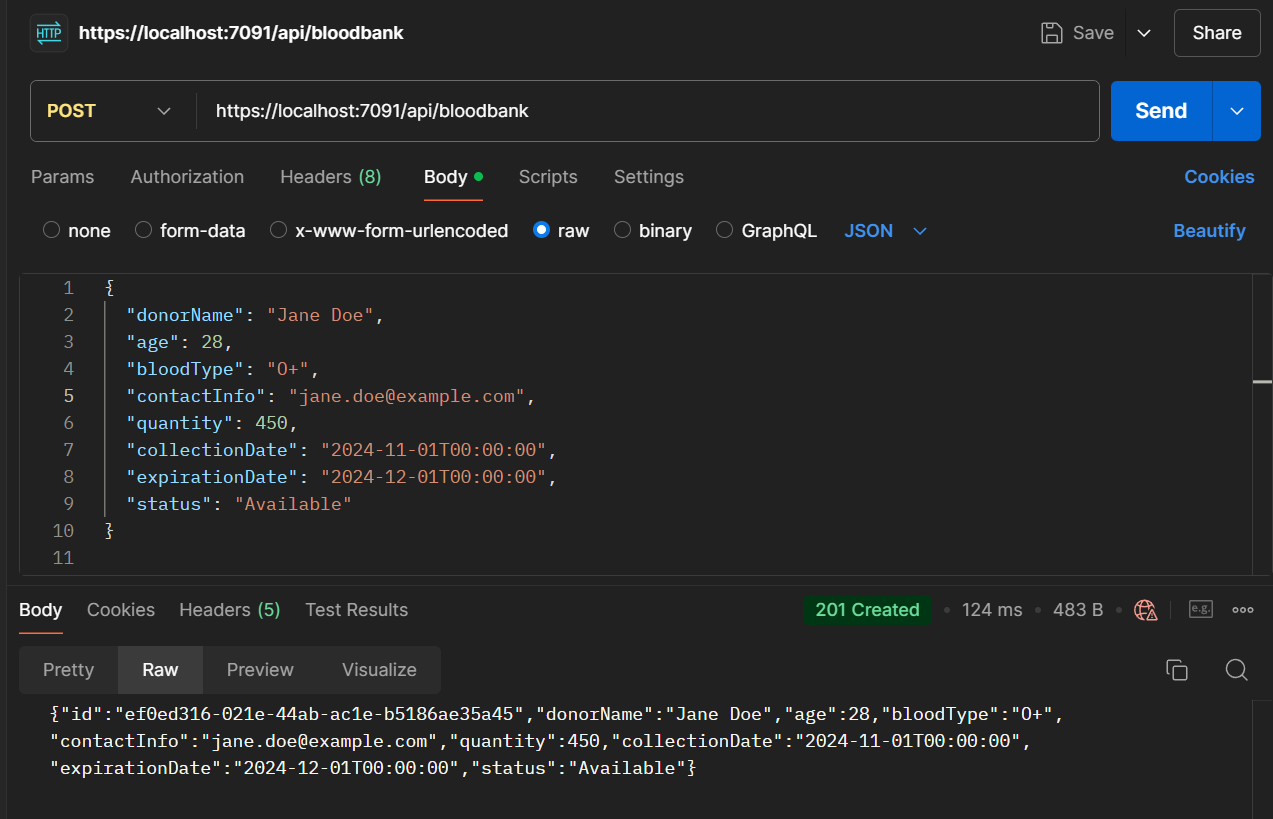 HTTP https://localhost:7091/api/bloodbank Save Share
POST https://localhost:7091/api/bloodbank Send
Params Authorization Headers (8) Body Scripts Settings Cookies
none form-data x-www-form-urlencoded raw binary GraphQL JSON Beautify
1 {
2 "donorName": "Jane Doe",
3 "age": 28,
4 "bloodType": "O+",
5 "contactInfo": "jane.doe@example.com",
6 "quantity": 450,
7 "collectionDate": "2024-11-01T00:00:00",
8 "expirationDate": "2024-12-01T00:00:00",
9 "status": "Available"
10 }
11
Body Cookies Headers (5) Test Results 201 Created • 124 ms • 483 B • e.g.
Pretty Raw Preview Visualize
{"id":"ef0ed316-021e-44ab-ac1e-b5186ae35a45","donorName":"Jane Doe","age":28,"bloodType":"O+",
"contactInfo":"jane.doe@example.com","quantity":450,"collectionDate":"2024-11-01T00:00:00",
"expirationDate":"2024-12-01T00:00:00","status":"Available"}